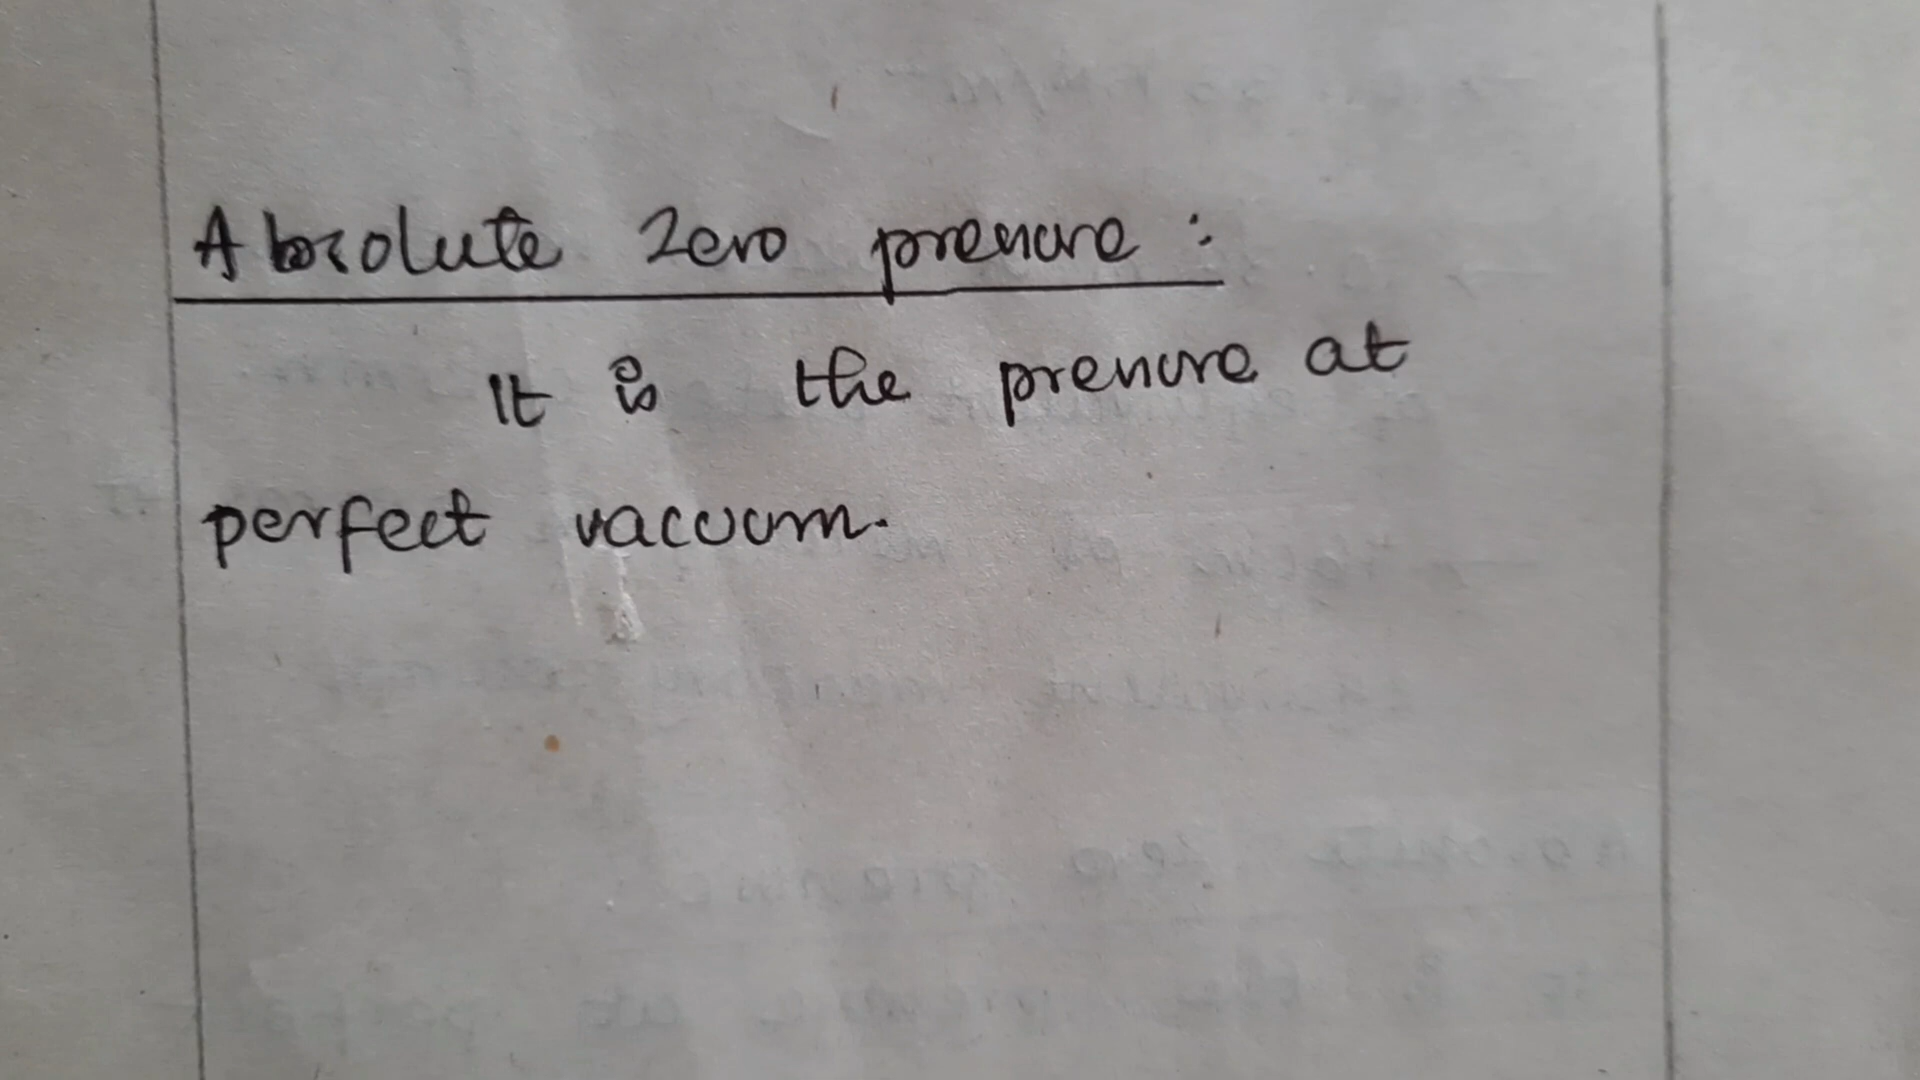 Absolute Zero pressure :
It is the pressure at
perfect vacuum.